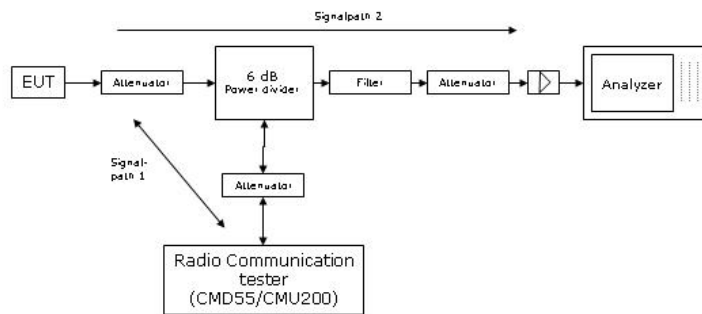 Signalpath 2
EUT
Attenuator
6 dB
Power divider
Filter
Attenuator
Analyzer
Signal-
path 1
Attenuator
Radio Communication
tester
(CMD55/CMU200)